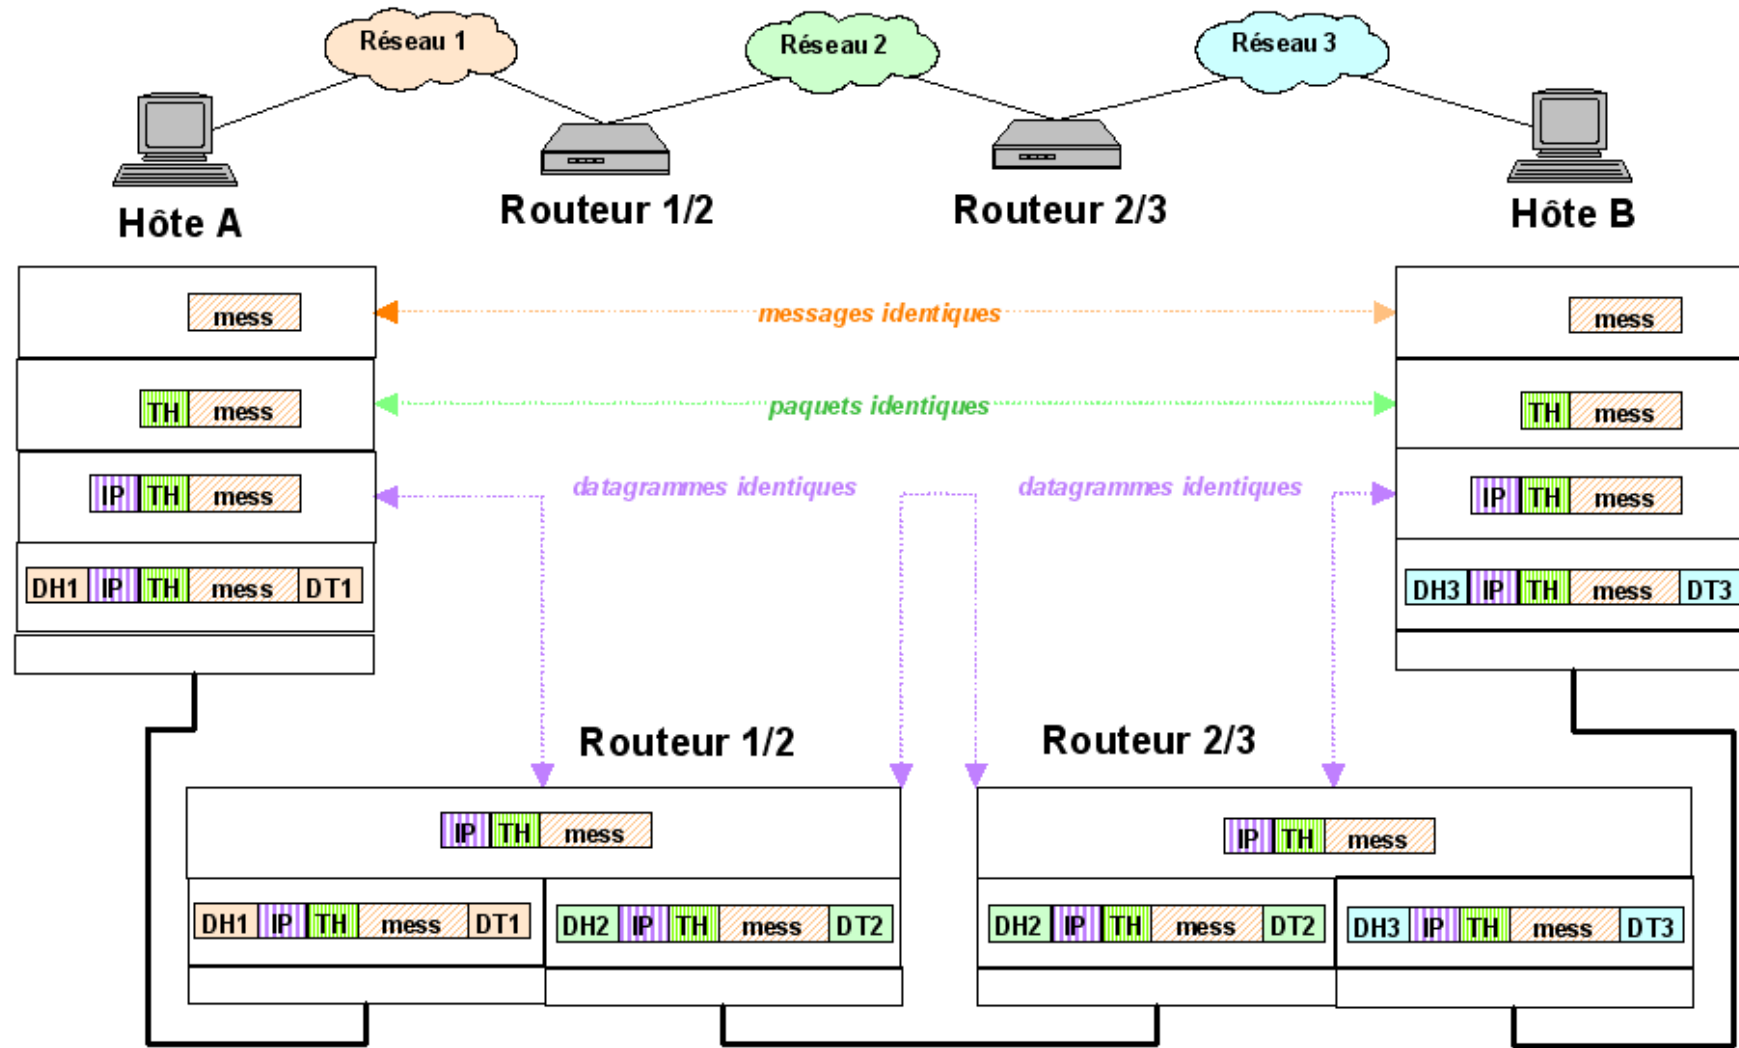 Réseau 1
Réseau 2
Réseau 3
Hôte A
Routeur 1/2
Routeur 2/3
Hôte B
mess
messages identiques
mess
TH mess
paquets identiques
TH mess
IP TH mess
datagrammes identiques
datagrammes identiques
IP TH mess
DH1 IP TH mess DT1
DH3 IP TH mess DT3
Routeur 1/2
Routeur 2/3
IP TH mess
IP TH mess
DH1 IP TH mess DT1
DH2 IP TH mess DT2
DH2 IP TH mess DT2
DH3 IP TH mess DT3